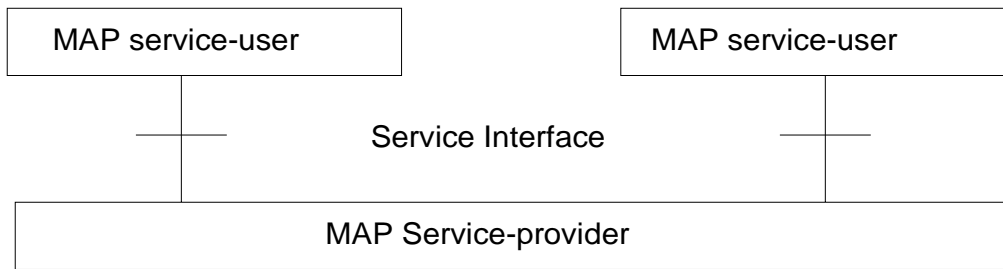 MAP service-user
MAP service-user
Service Interface
MAP Service-provider